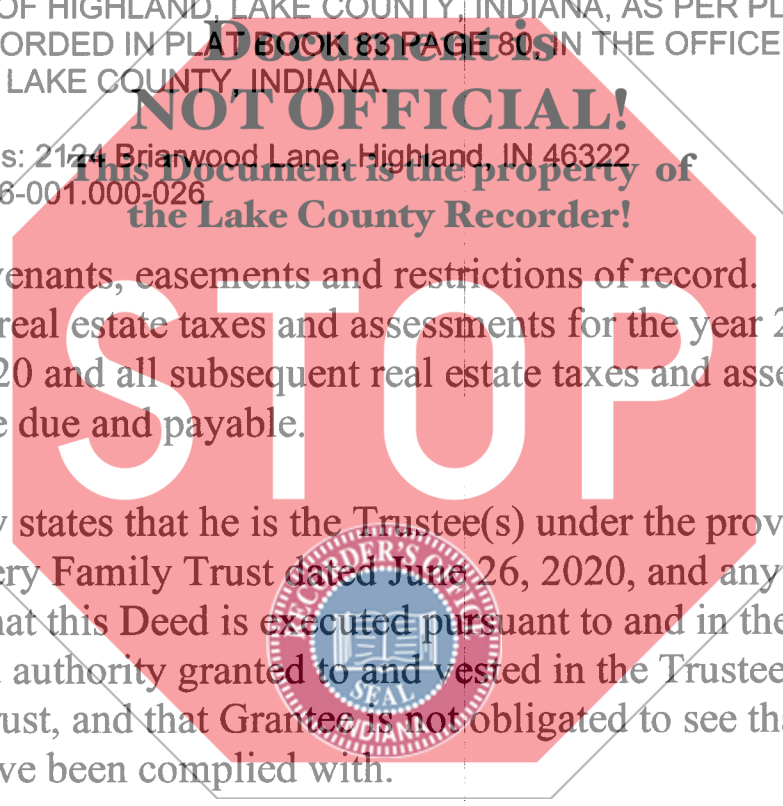 OF HIGHLAND, LAKE COUNTY, INDIANA, AS PER PL
ORDED IN PLAT BOOK 83 PAGE 80, IN THE OFFICE
Document is
LAKE COUNTY, INDIANA.
NOT OFFICIAL!
s: 2124 Briarwood Lane, Highland, IN 46322
This Document is the property of
6-001.000-026
the Lake County Recorder!
venants, easements and restrictions of record.
real estate taxes and assessments for the year 2
20 and all subsequent real estate taxes and asse
e due and payable.
STOP
y states that he is the Trustee(s) under the prov
ery Family Trust dated June 26, 2020, and any
hat this Deed is executed pursuant to and in the
authority granted to and vested in the Trustee
rust, and that Grantee is not obligated to see tha
ve been complied with.
RECORDER'S OFFICE
SEAL
INDIANA